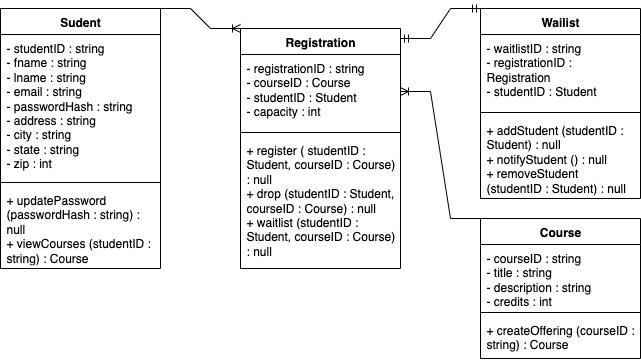 Sudent
- studentID : string
- fname : string
- lname : string
- email : string
- passwordHash : string
- address : string
- city : string
- state : string
- zip : int
+ updatePassword
(passwordHash : string) :
null
+ viewCourses (studentID :
string) : Course
Registration
- registrationID : string
- courseID : Course
- studentID : Student
- capacity : int
+ register ( studentID :
Student, courseID : Course)
: null
+ drop (studentID : Student,
courseID : Course) : null
+ waitlist (studentID :
Student, courseID : Course)
: null
Wailist
- waitlistID : string
- registrationID :
Registration
- studentID : Student
+ addStudent (studentID :
Student) : null
+ notifyStudent () : null
+ removeStudent
(studentID : Student) : null
Course
- courseID : string
- title : string
- description : string
- credits : int
+ createOffering (courseID :
string) : Course